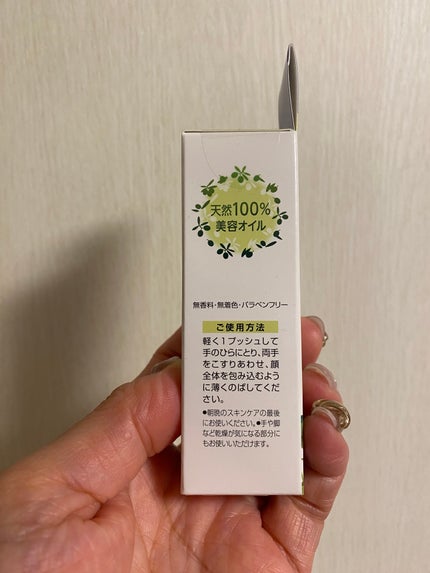 天然100%
美容オイル
無香料・無着色・パラベンフリー
ご使用方法
軽く1プッシュして
手のひらにとり、両手
をこすりあわせ、顔
全体を包み込むよう
に薄くのばしてくだ
さい。
●朝晩のスキンケアの最後
にお使いください。●手や脚
など乾燥が気になる部分に
もお使いいただけます。